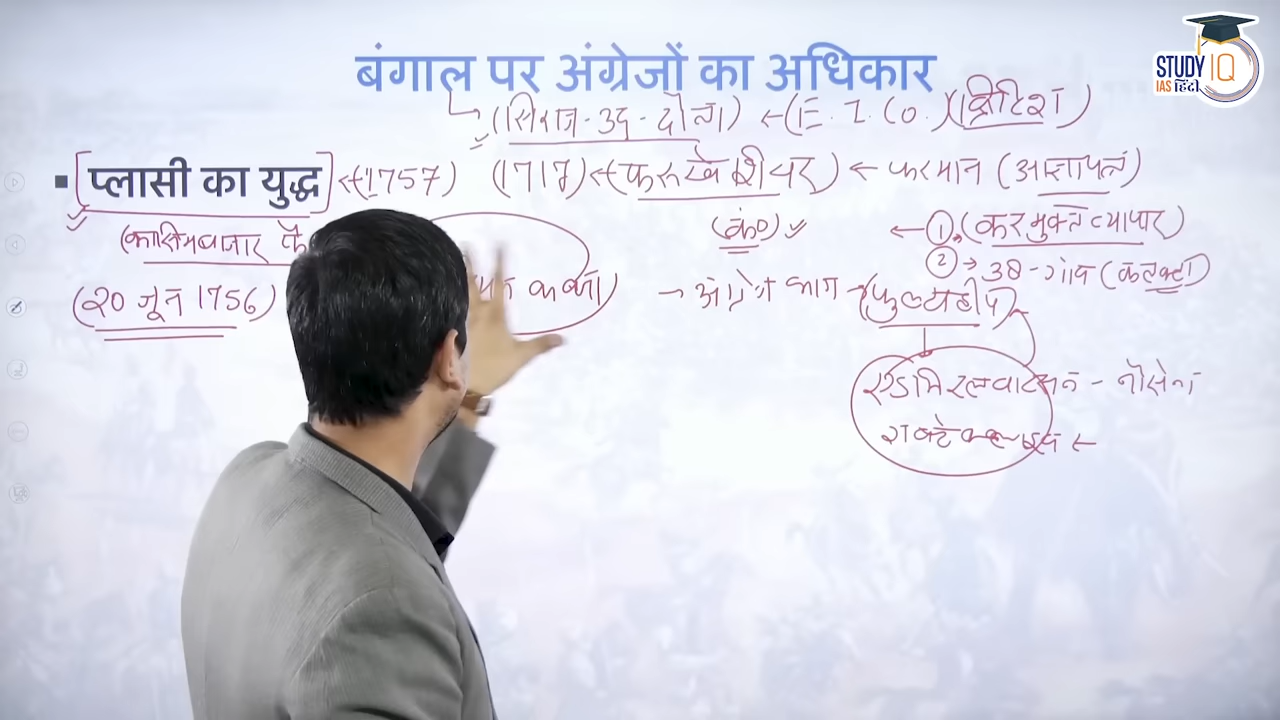 STUDY IQ
IAS हिंदी
बंगाल पर अंग्रेजों का अधिकार
(सिराज-उद-दौला) ← (E. I. Co.) (ब्रिटिश)
▪ [प्लासी का युद्ध] ← (1757) (1717) ← (फरुखशियर) ← फरमान (आज्ञापत्र)
(कासिमबाजार
(कं०) ← ① (करमुक्त व्यापार)
② → 38-गांव (कलकत्ता)
(20 जून 1756) → अंग्रेज भाग → (फुल्टाद्वीप)
एडमिरल वाटसन - नौसेना
राबर्ट क्लाइव ←